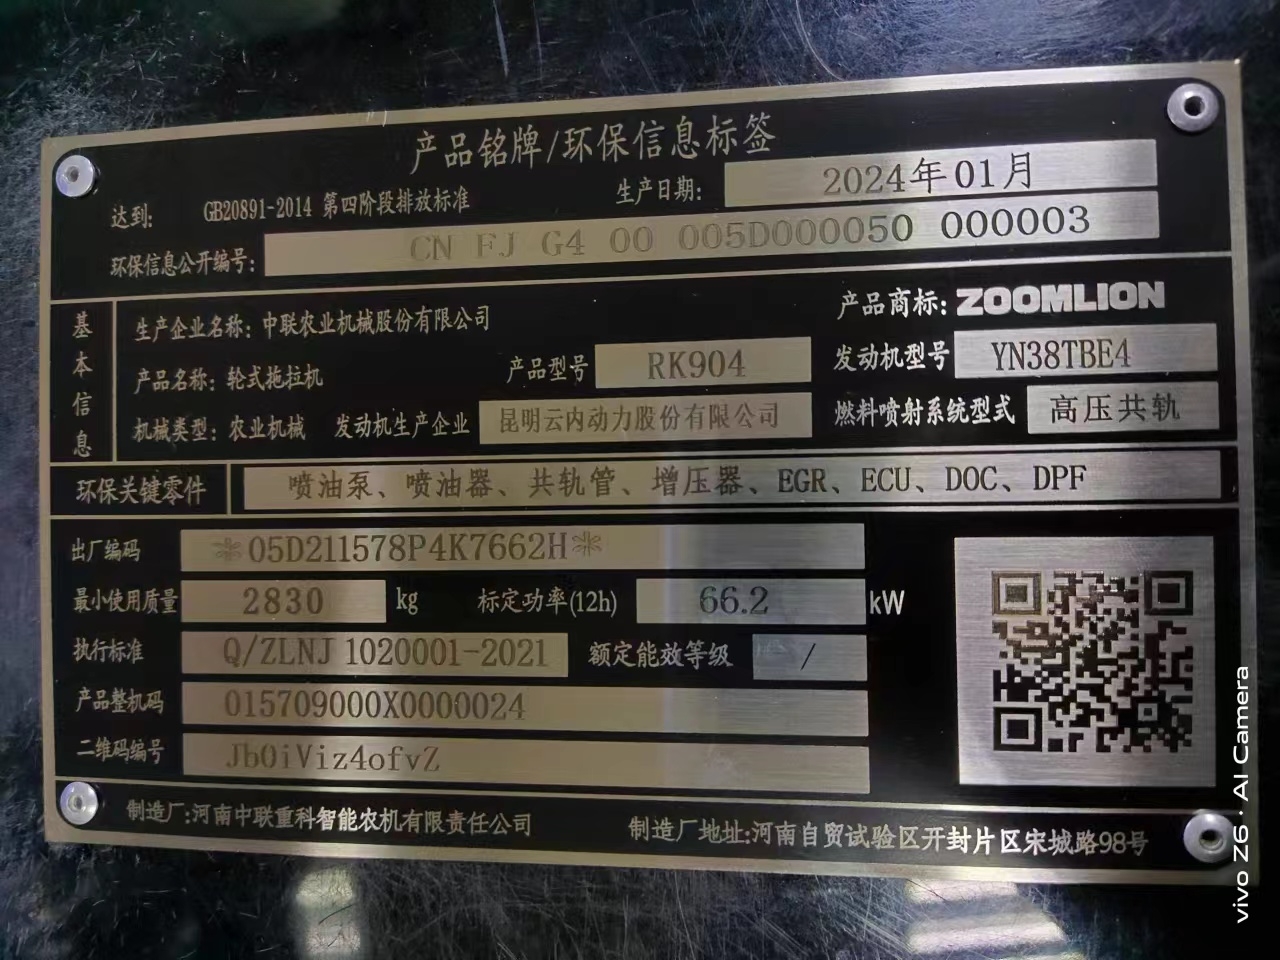 产品铭牌/环保信息标签
达到: GB20891-2014 第四阶段排放标准 生产日期: 2024年01月
环保信息公开编号: CN FJ G4 00 005D000050 000003
基本信息
生产企业名称: 中联农业机械股份有限公司 产品商标: ZOOMLION
产品名称: 轮式拖拉机 产品型号 RK904 发动机型号 YN38TBE4
机械类型: 农业机械 发动机生产企业 昆明云内动力股份有限公司 燃料喷射系统型式 高压共轨
环保关键零件 喷油泵、喷油器、共轨管、增压器、EGR、ECU、DOC、DPF
出厂编码 *05D211578P4K7662H*
最小使用质量 2830 kg 标定功率(12h) 66.2 kW
执行标准 Q/ZLNJ 1020001-2021 额定能效等级 /
产品整机码 015709000X0000024
二维码编号 Jb0iViz4ofvZ
制造厂:河南中联重科智能农机有限责任公司 制造厂地址:河南自贸试验区开封片区宋城路98号
vivo Z6 · AI Camera